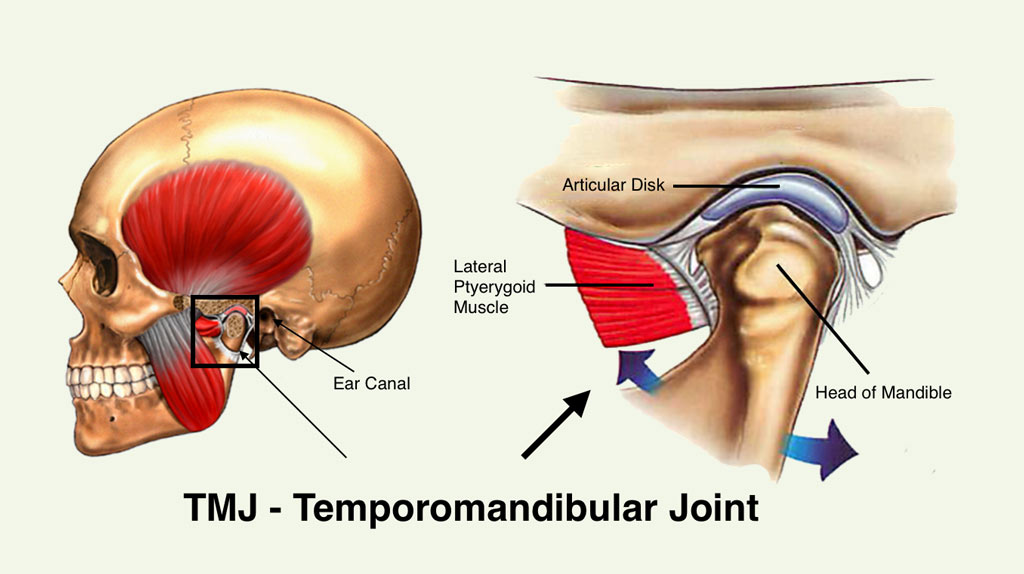 Articular Disk
Lateral
Ptyerygoid
Muscle
Ear Canal
Head of Mandible
TMJ - Temporomandibular Joint